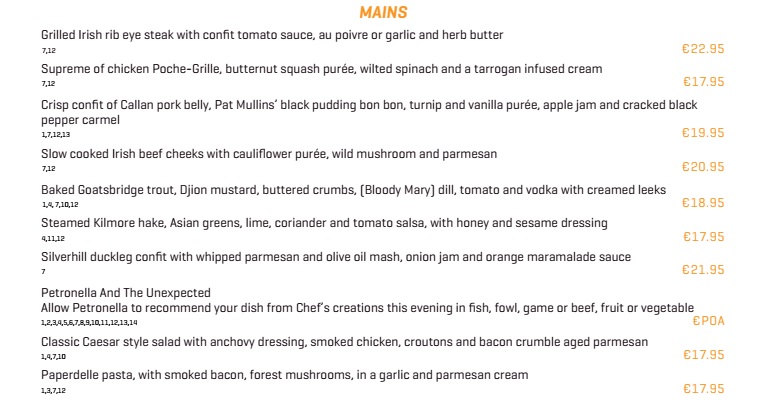 MAINS
Grilled Irish rib eye steak with confit tomato sauce, au poivre or garlic and herb butter
7,12
€22.95
Supreme of chicken Poche-Grille, butternut squash purée, wilted spinach and a tarrogan infused cream
7,12
€17.95
Crisp confit of Callan pork belly, Pat Mullins’ black pudding bon bon, turnip and vanilla purée, apple jam and cracked black
pepper carmel
1,7,12,13
€19.95
Slow cooked Irish beef cheeks with cauliflower purée, wild mushroom and parmesan
7,12
€20.95
Baked Goatsbridge trout, Djion mustard, buttered crumbs, (Bloody Mary) dill, tomato and vodka with creamed leeks
1,4, 7,10,12
€18.95
Steamed Kilmore hake, Asian greens, lime, coriander and tomato salsa, with honey and sesame dressing
4,11,12
€17.95
Silverhill duckleg confit with whipped parmesan and olive oil mash, onion jam and orange maramalade sauce
7
€21.95
Petronella And The Unexpected
Allow Petronella to recommend your dish from Chef’s creations this evening in fish, fowl, game or beef, fruit or vegetable
1,2,3,4,5,6,7,8,9,10,11,12,13,14
€POA
Classic Caesar style salad with anchovy dressing, smoked chicken, croutons and bacon crumble aged parmesan
1,4,7,10
€17.95
Paperdelle pasta, with smoked bacon, forest mushrooms, in a garlic and parmesan cream
1,3,7,12
€17.95